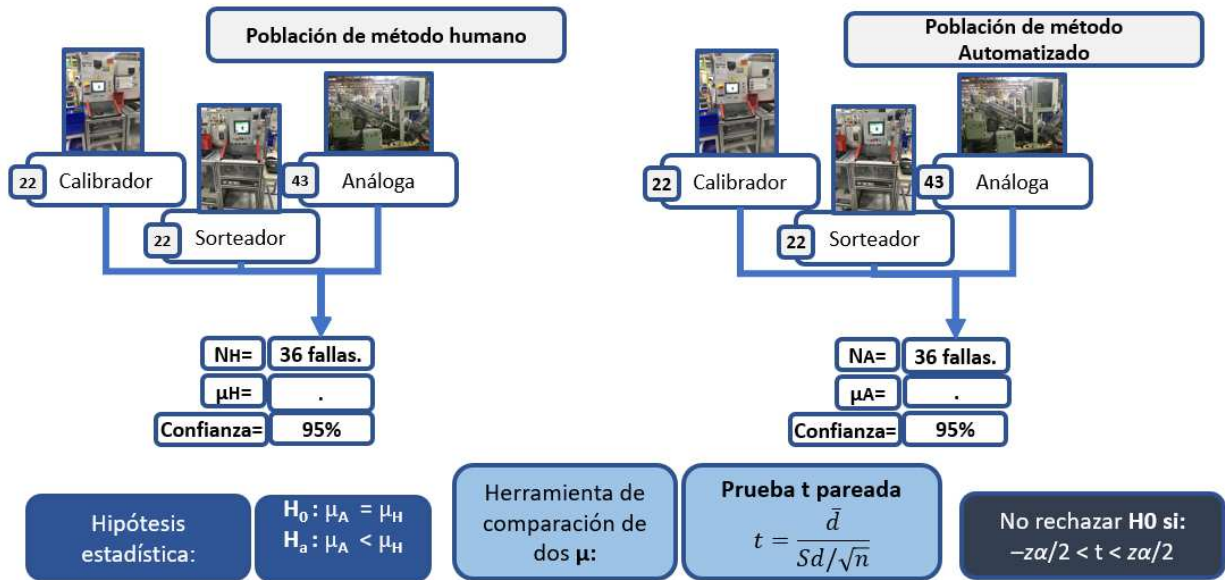 Población de método humano
22
Calibrador
22
Sorteador
43
Análoga
NH=
36 fallas.
µH=
.
Confianza=
95%
Población de método
Automatizado
22
Calibrador
22
Sorteador
43
Análoga
NA=
36 fallas.
µA=
.
Confianza=
95%
Hipótesis
estadística:
H0: µA = µH
Ha: µA < µH
Herramienta de
comparación de
dos µ:
Prueba t pareada
t = d̄ / (Sd/√n)
No rechazar H0 si:
−zα/2 < t < zα/2